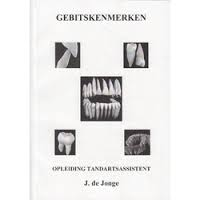 GEBITSKENMERKEN
OPLEIDING TANDARTSASSISTENT
J. de Jonge